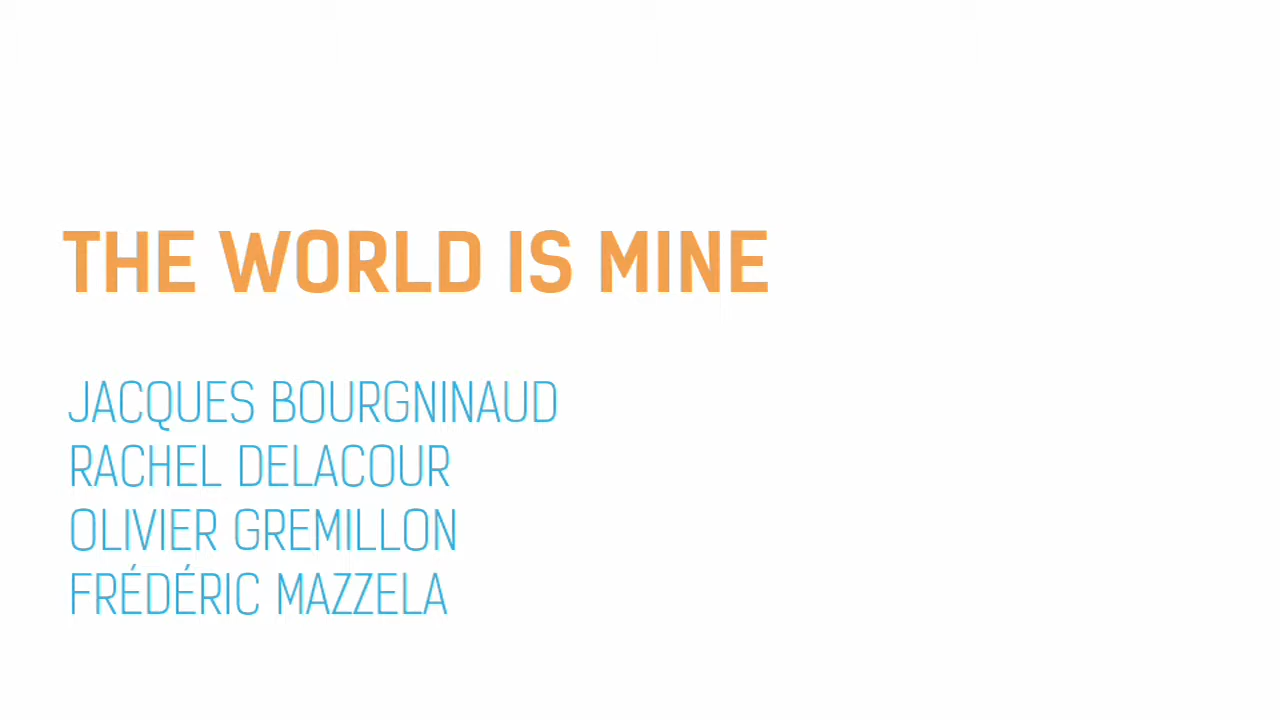 THE WORLD IS MINE
JACQUES BOURGNINAUD
RACHEL DELACOUR
OLIVIER GREMILLON
FRÉDÉRIC MAZZELA